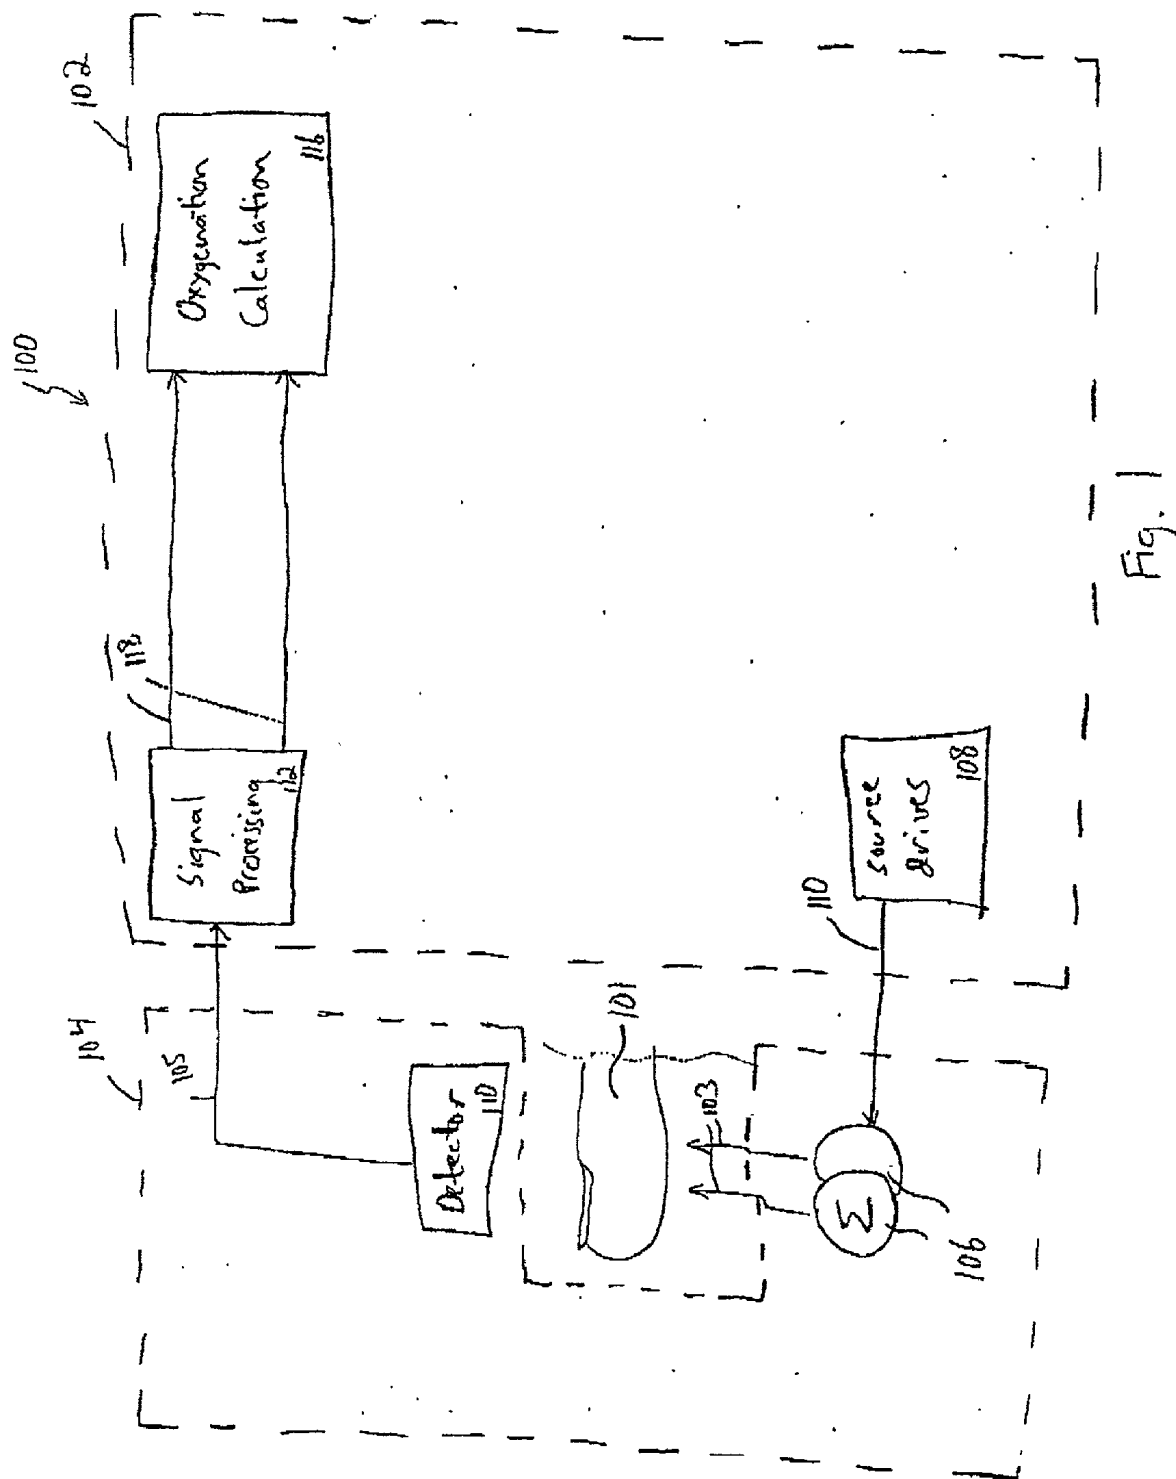 100
102
104
105
118
Signal
Processing
112
Oxygenation
Calculation
116
Detector
110
101
103
110
Source
drives
108
Σ
106
Fig. 1